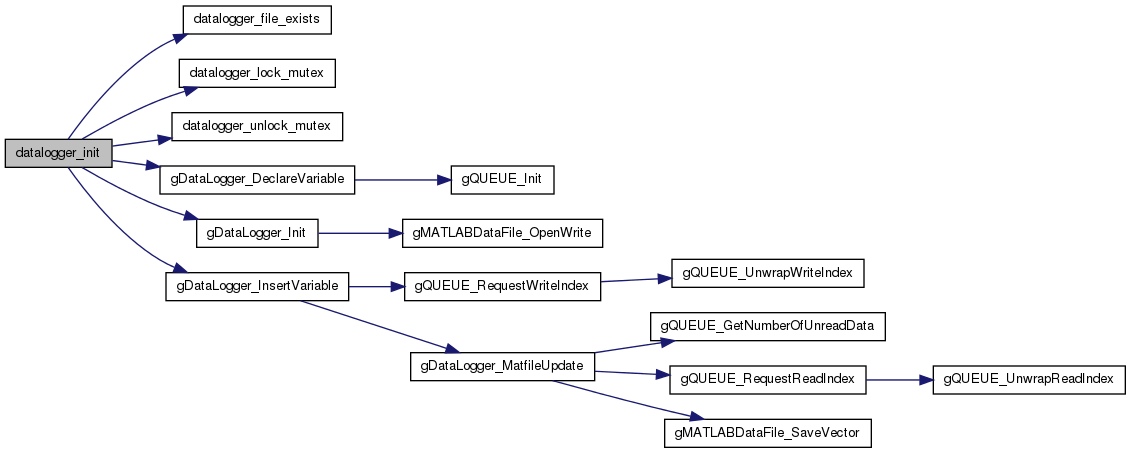 datalogger_file_exists
datalogger_lock_mutex
datalogger_unlock_mutex
datalogger_init
gDataLogger_DeclareVariable
gQUEUE_Init
gDataLogger_Init
gMATLABDataFile_OpenWrite
gDataLogger_InsertVariable
gQUEUE_RequestWriteIndex
gQUEUE_UnwrapWriteIndex
gDataLogger_MatfileUpdate
gQUEUE_GetNumberOfUnreadData
gQUEUE_RequestReadIndex
gQUEUE_UnwrapReadIndex
gMATLABDataFile_SaveVector